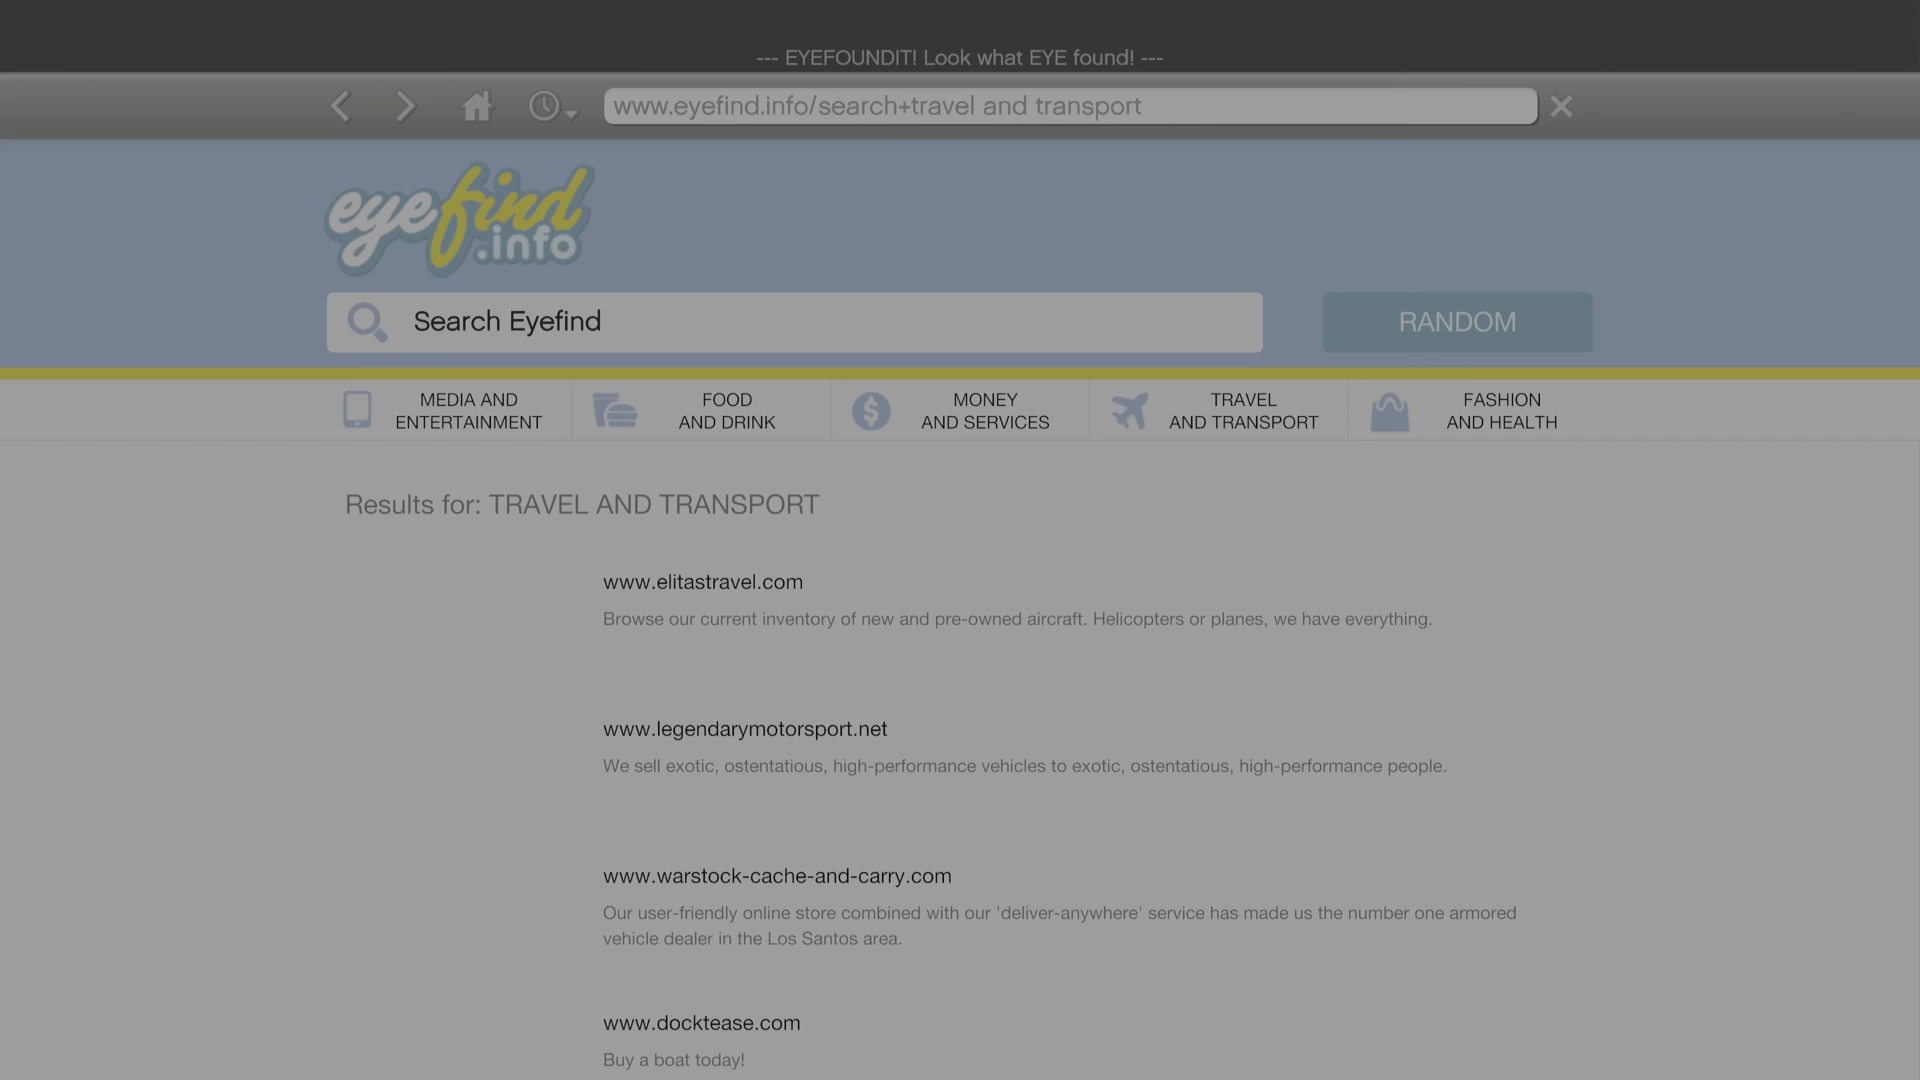 --- EYEFOUNDIT! Look what EYE found! ---
www.eyefind.info/search+travel and transport
eyefind
.info
Search Eyefind
RANDOM
MEDIA AND
ENTERTAINMENT
FOOD
AND DRINK
MONEY
AND SERVICES
TRAVEL
AND TRANSPORT
FASHION
AND HEALTH
Results for: TRAVEL AND TRANSPORT
www.elitastravel.com
Browse our current inventory of new and pre-owned aircraft. Helicopters or planes, we have everything.
www.legendarymotorsport.net
We sell exotic, ostentatious, high-performance vehicles to exotic, ostentatious, high-performance people.
www.warstock-cache-and-carry.com
Our user-friendly online store combined with our 'deliver-anywhere' service has made us the number one armored
vehicle dealer in the Los Santos area.
www.docktease.com
Buy a boat today!